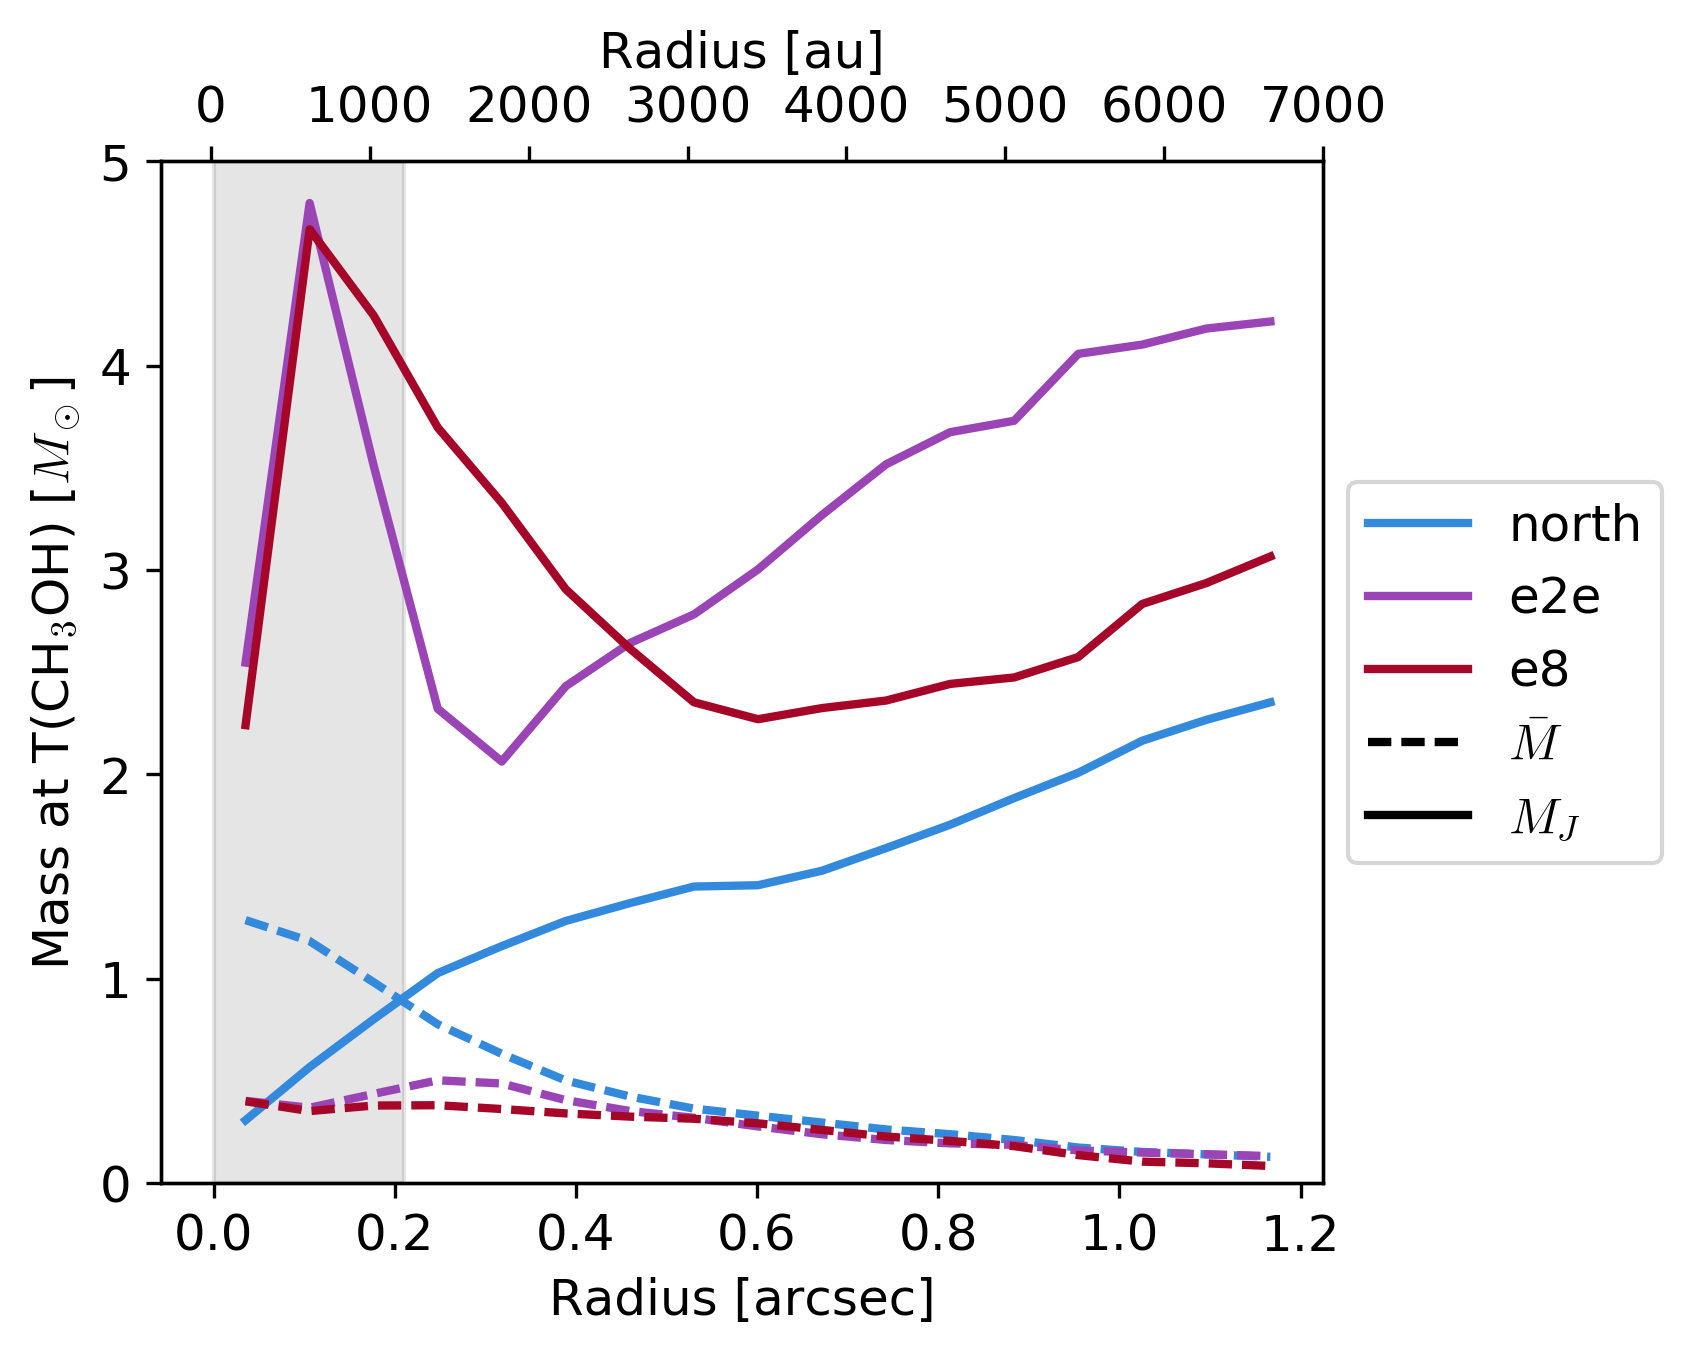 Radius [au]
0 1000 2000 3000 4000 5000 6000 7000
Mass at T(CH₃OH) [M☉]
5
4
3
2
1
0
north
e2e
e8
M̄
M_J
0.0 0.2 0.4 0.6 0.8 1.0 1.2
Radius [arcsec]